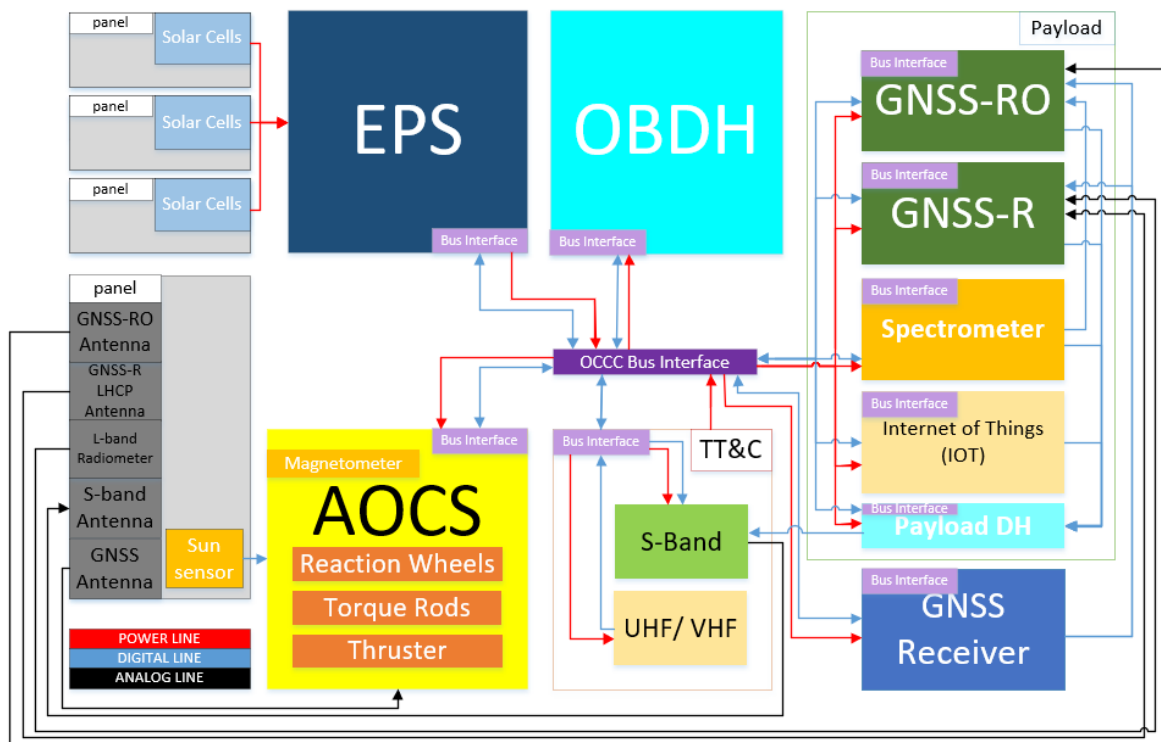 panel
Solar Cells
panel
Solar Cells
panel
Solar Cells
EPS
Bus Interface
OBDH
Bus Interface
Payload
Bus Interface
GNSS-RO
Bus Interface
GNSS-R
Bus Interface
Spectrometer
Bus Interface
Internet of Things
(IOT)
Bus Interface
Payload DH
Bus Interface
GNSS
Receiver
OCCC Bus Interface
panel
GNSS-RO
Antenna
GNSS-R
LHCP
Antenna
L-band
Radiometer
S-band
Antenna
GNSS
Antenna
Sun
sensor
Bus Interface
Magnetometer
AOCS
Reaction Wheels
Torque Rods
Thruster
Bus Interface
TT&C
S-Band
UHF/ VHF
POWER LINE
DIGITAL LINE
ANALOG LINE